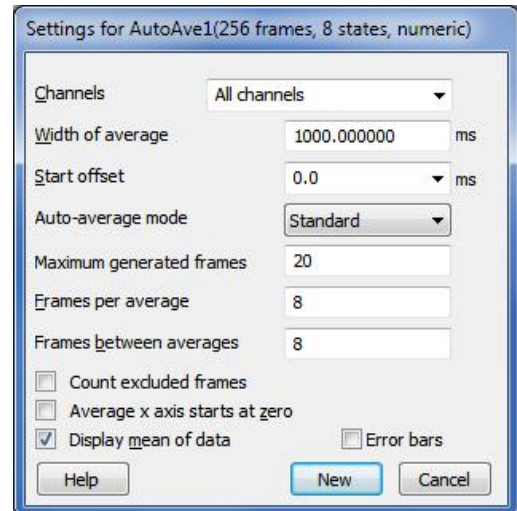 Settings for AutoAve1(256 frames, 8 states, numeric)
Channels All channels
Width of average 1000.000000 ms
Start offset 0.0 ms
Auto-average mode Standard
Maximum generated frames 20
Frames per average 8
Frames between averages 8
Count excluded frames
Average x axis starts at zero
Display mean of data Error bars
Help New Cancel